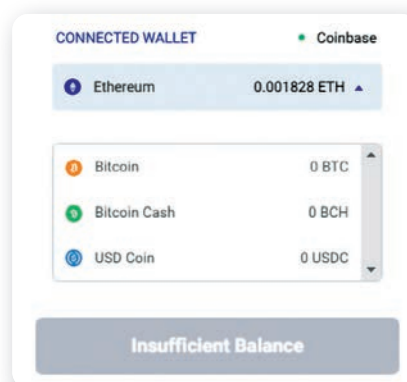 CONNECTED WALLET Coinbase
Ethereum 0.001828 ETH
Bitcoin 0 BTC
Bitcoin Cash 0 BCH
USD Coin 0 USDC
Insufficient Balance